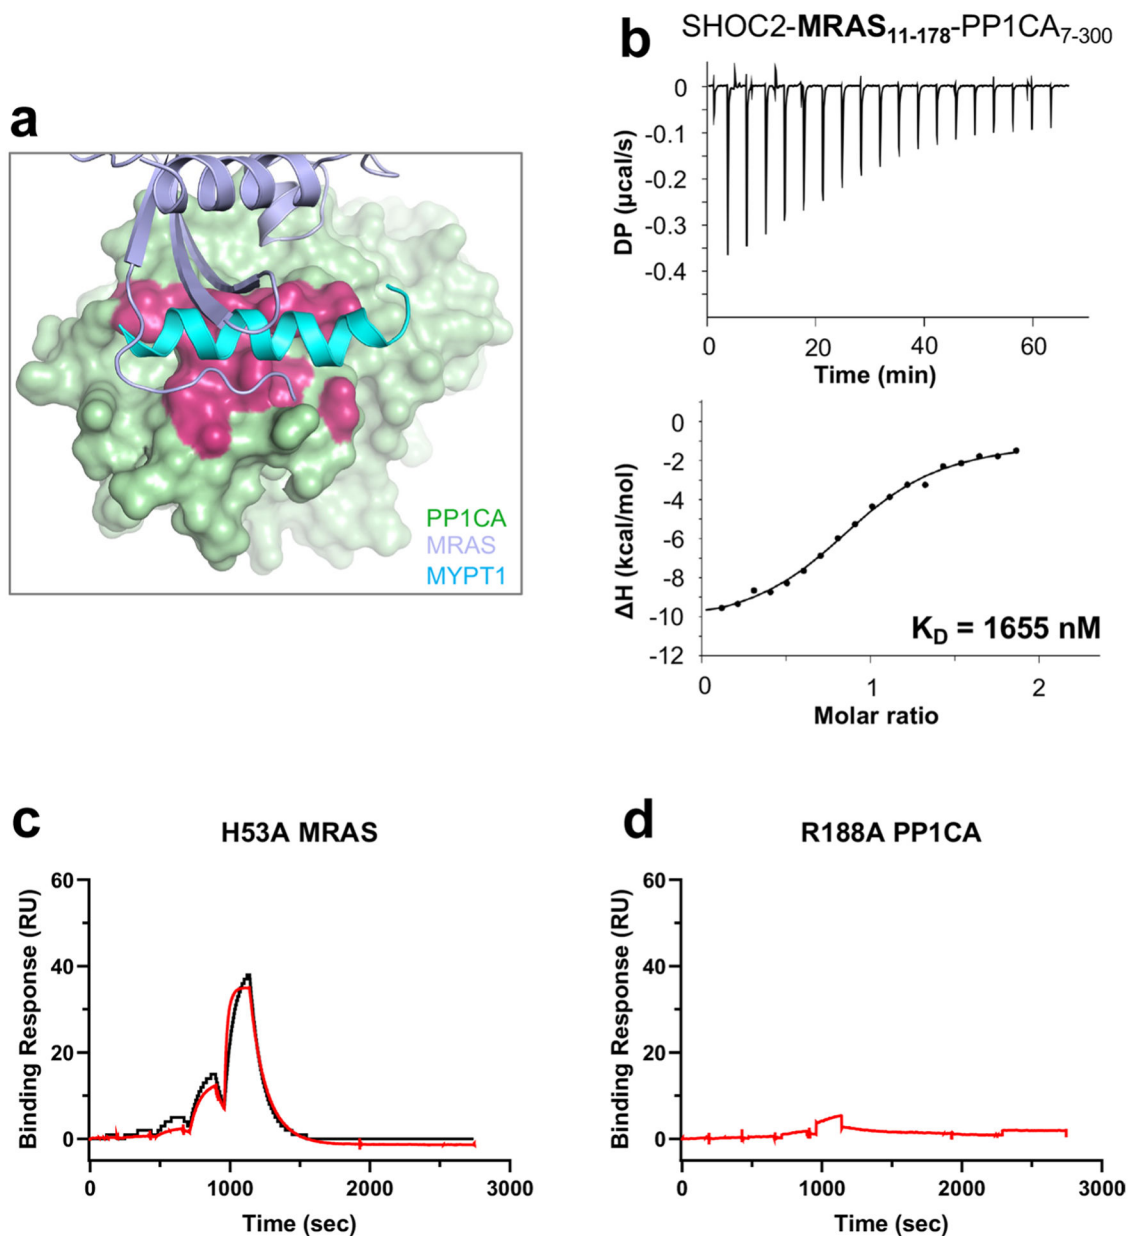 a
PP1CA
MRAS
MYPT1
b
SHOC2-MRAS11-178-PP1CA7-300
0
-0.1
-0.2
-0.3
-0.4
DP (μcal/s)
0 20 40 60
Time (min)
0
-2
-4
-6
-8
-10
-12
ΔH (kcal/mol)
KD = 1655 nM
0 1 2
Molar ratio
c
H53A MRAS
60
40
20
0
Binding Response (RU)
0 1000 2000 3000
Time (sec)
d
R188A PP1CA
60
40
20
0
Binding Response (RU)
0 1000 2000 3000
Time (sec)